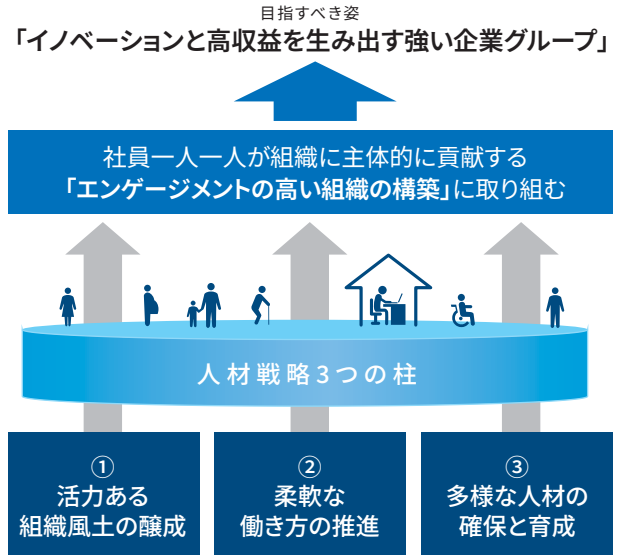 目指すべき姿
「イノベーションと高収益を生み出す強い企業グループ」
社員一人一人が組織に主体的に貢献する
「エンゲージメントの高い組織の構築」に取り組む
人材戦略3つの柱
①
活力ある
組織風土の醸成
②
柔軟な
働き方の推進
③
多様な人材の
確保と育成